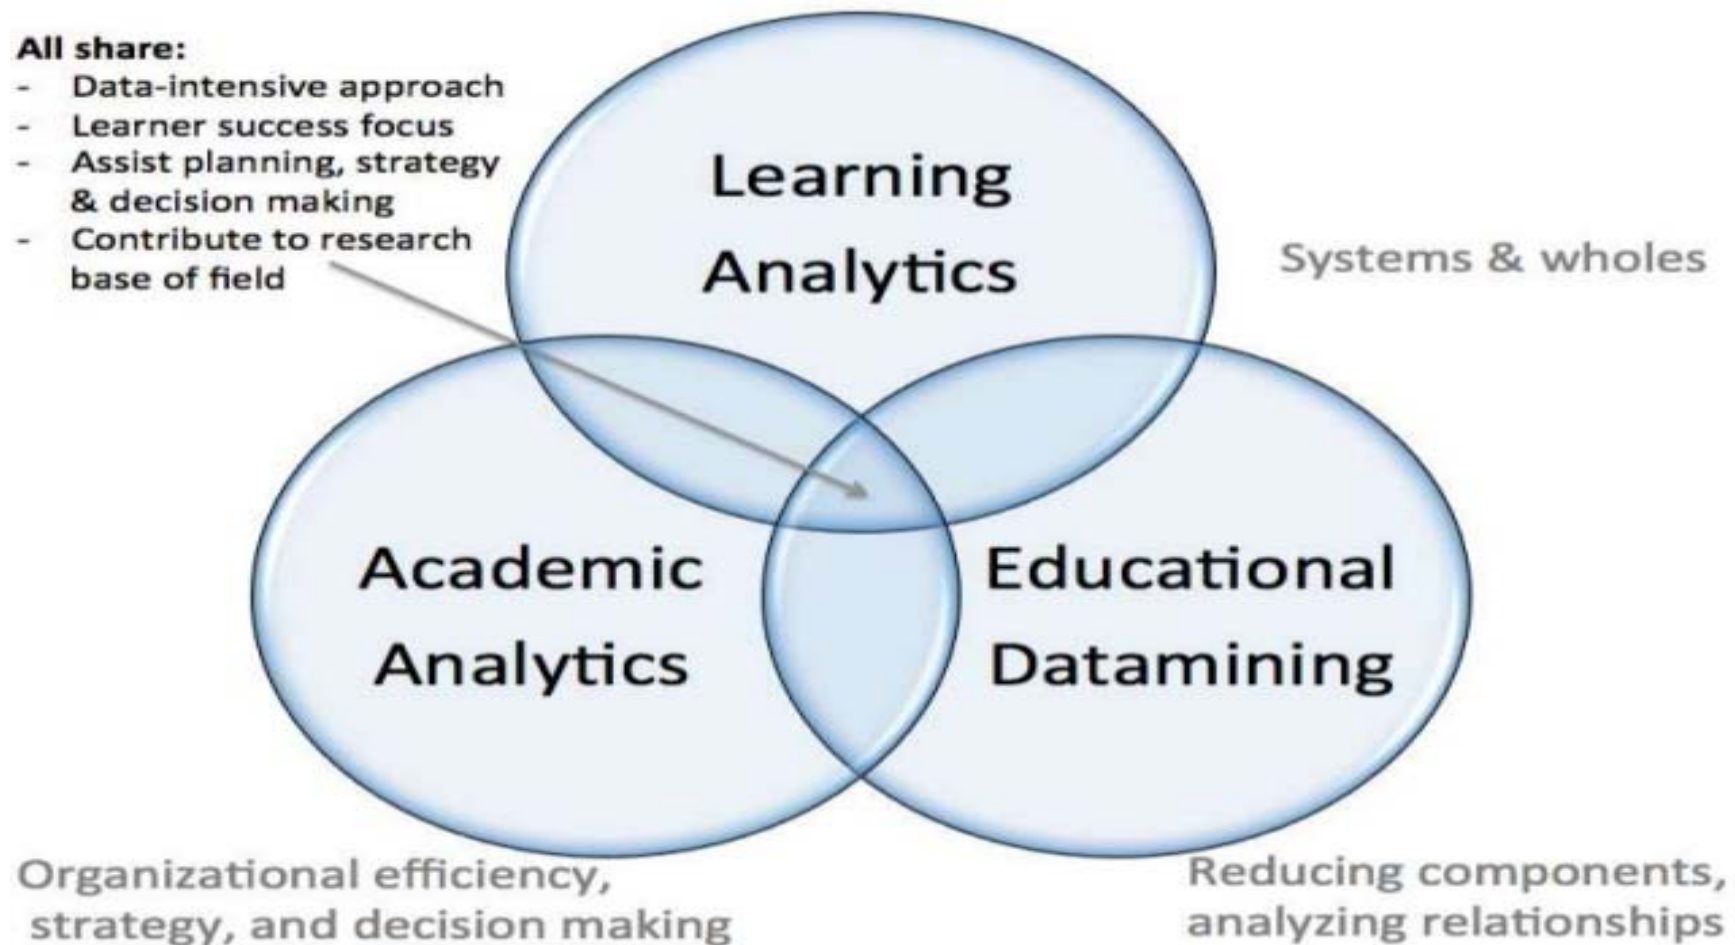 All share:
- Data-intensive approach
- Learner success focus
- Assist planning, strategy
& decision making
- Contribute to research
base of field
Learning
Analytics
Systems & wholes
Academic
Analytics
Educational
Datamining
Organizational efficiency,
strategy, and decision making
Reducing components,
analyzing relationships